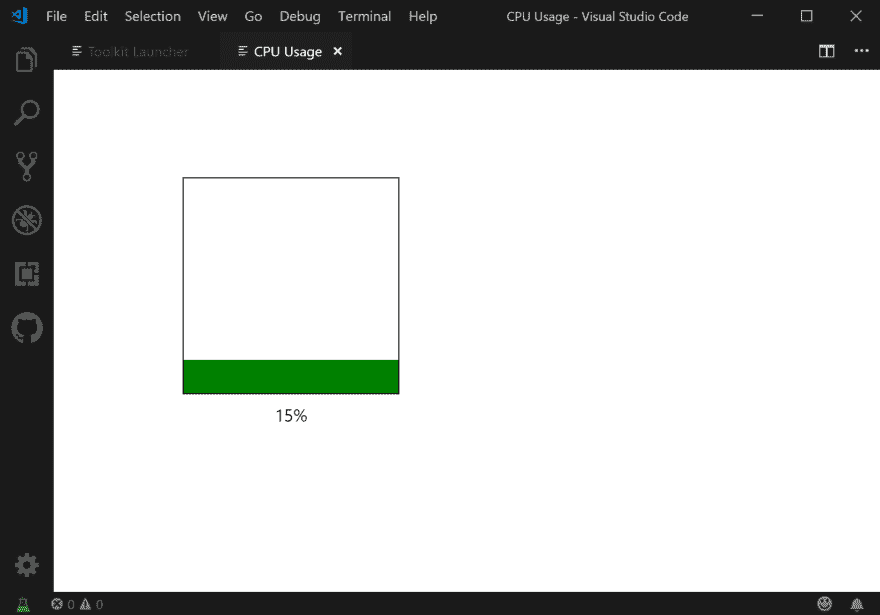 File Edit Selection View Go Debug Terminal Help CPU Usage - Visual Studio Code
Toolkit Launcher CPU Usage
15%
0 0